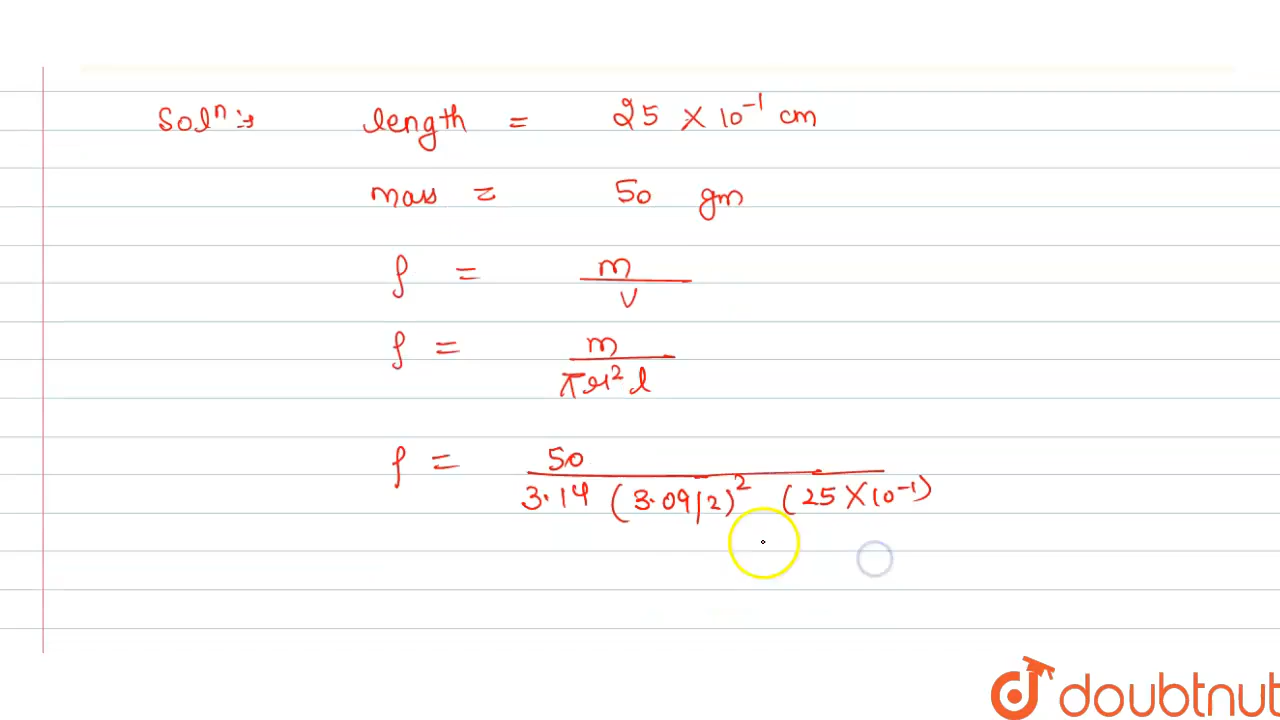 Solⁿ :→ length = 25 × 10⁻¹ cm
mass = 50 gm
ρ = m / v
ρ = m / πr² l
ρ = 50 / 3.14 (3.09/2)² (25 × 10⁻¹)
doubtnut